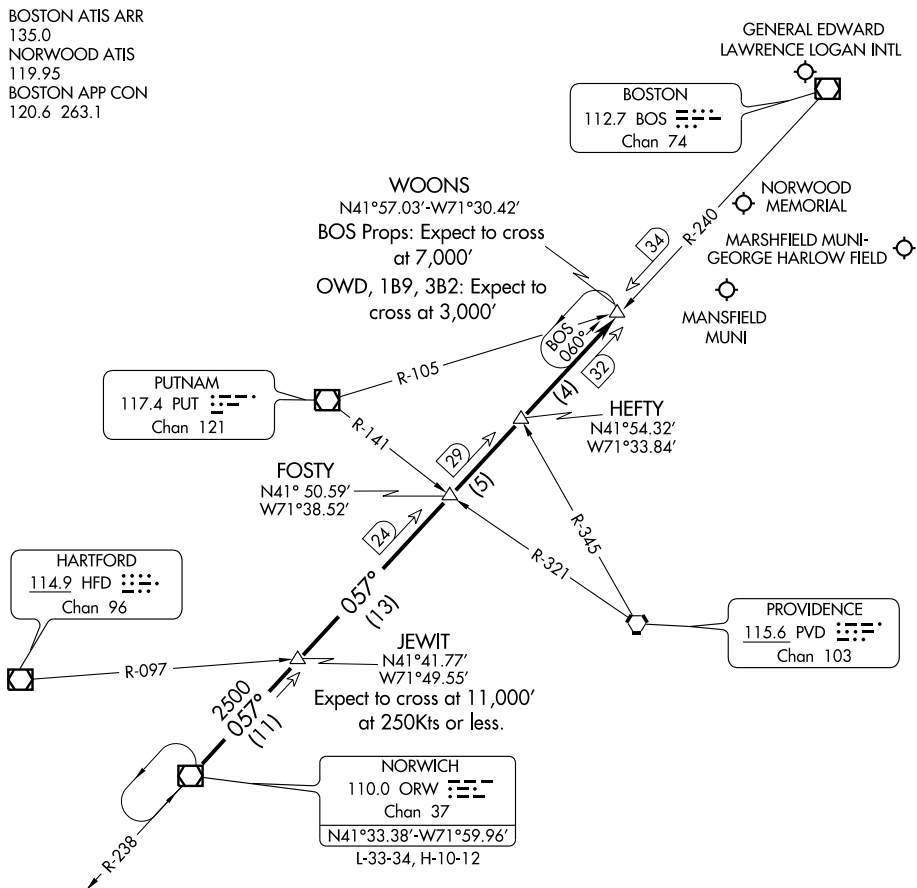 BOSTON ATIS ARR
135.0
NORWOOD ATIS
119.95
BOSTON APP CON
120.6 263.1
GENERAL EDWARD
LAWRENCE LOGAN INTL
BOSTON
112.7 BOS
Chan 74
R-240
NORWOOD
MEMORIAL
MARSHFIELD MUNI-
GEORGE HARLOW FIELD
MANSFIELD
MUNI
WOONS
N41°57.03′-W71°30.42′
BOS Props: Expect to cross
at 7,000′
OWD, 1B9, 3B2: Expect to
cross at 3,000′
34
BOS
060°
32
(4)
R-105
PUTNAM
117.4 PUT
Chan 121
R-141
HEFTY
N41°54.32′
W71°33.84′
29
(5)
FOSTY
N41° 50.59′
W71°38.52′
24
R-345
R-321
HARTFORD
114.9 HFD
Chan 96
057°
(13)
PROVIDENCE
115.6 PVD
Chan 103
R-097
JEWIT
N41°41.77′
W71°49.55′
Expect to cross at 11,000′
at 250Kts or less.
2500
057°
(11)
NORWICH
110.0 ORW
Chan 37
N41°33.38′-W71°59.96′
L-33-34, H-10-12
R-238